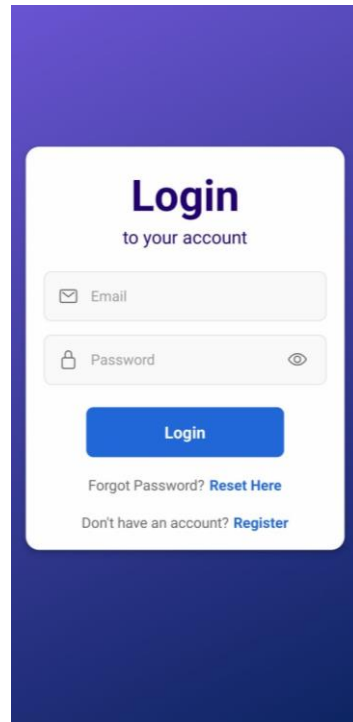 Login
to your account
Email
Password
Login
Forgot Password? Reset Here
Don't have an account? Register